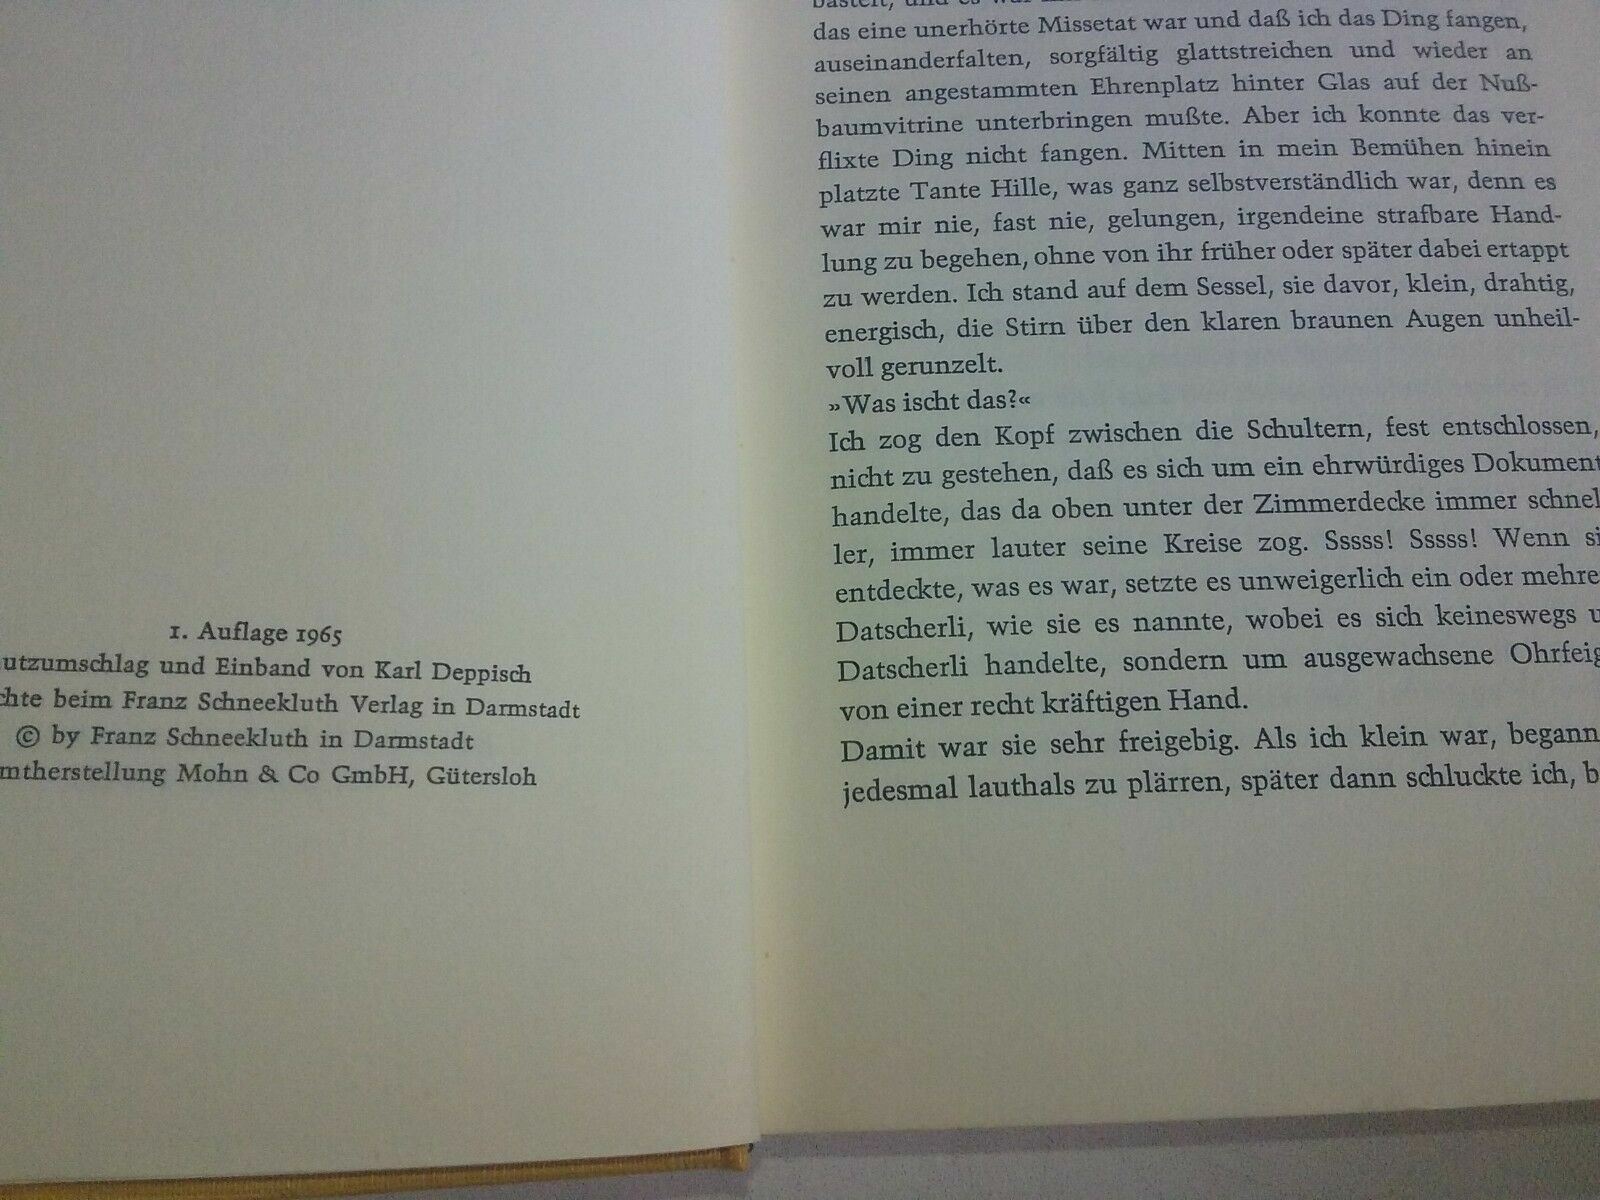 1. Auflage 1965
utzumschlag und Einband von Karl Deppisch
chte beim Franz Schneekluth Verlag in Darmstadt
© by Franz Schneekluth in Darmstadt
mtherstellung Mohn & Co GmbH, Gütersloh
bastelt, und es war
das eine unerhörte Missetat war und daß ich das Ding fangen,
auseinanderfalten, sorgfältig glattstreichen und wieder an
seinen angestammten Ehrenplatz hinter Glas auf der Nuß-
baumvitrine unterbringen mußte. Aber ich konnte das ver-
flixte Ding nicht fangen. Mitten in mein Bemühen hinein
platzte Tante Hille, was ganz selbstverständlich war, denn es
war mir nie, fast nie, gelungen, irgendeine strafbare Hand-
lung zu begehen, ohne von ihr früher oder später dabei ertappt
zu werden. Ich stand auf dem Sessel, sie davor, klein, drahtig,
energisch, die Stirn über den klaren braunen Augen unheil-
voll gerunzelt.
»Was ischt das?«
Ich zog den Kopf zwischen die Schultern, fest entschlossen,
nicht zu gestehen, daß es sich um ein ehrwürdiges Dokument
handelte, das da oben unter der Zimmerdecke immer schnel
ler, immer lauter seine Kreise zog. Sssss! Sssss! Wenn si
entdeckte, was es war, setzte es unweigerlich ein oder mehre
Datscherli, wie sie es nannte, wobei es sich keineswegs u
Datscherli handelte, sondern um ausgewachsene Ohrfeig
von einer recht kräftigen Hand.
Damit war sie sehr freigebig. Als ich klein war, begann
jedesmal lauthals zu plärren, später dann schluckte ich, b